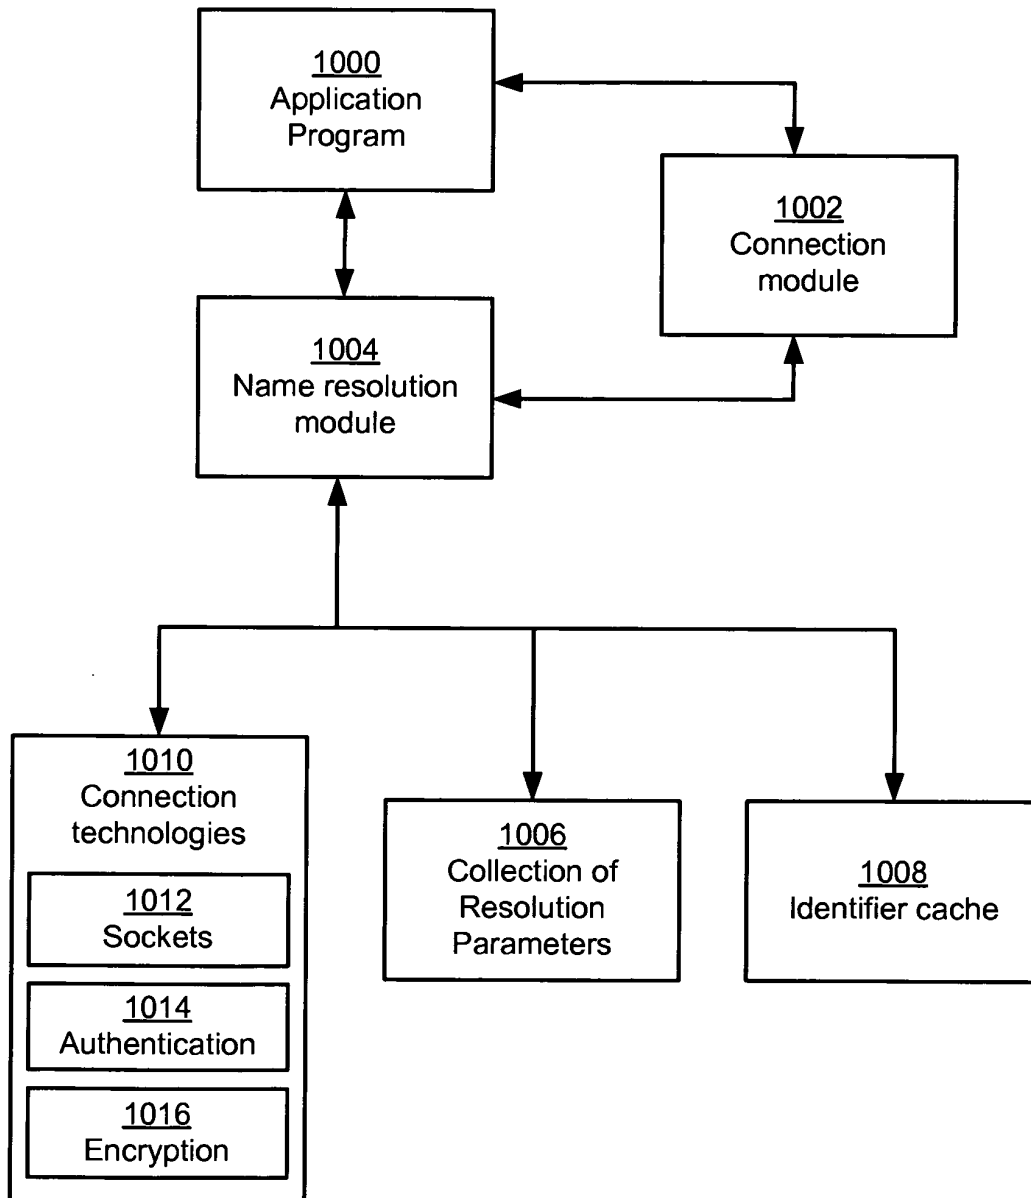 1000
Application
Program
1002
Connection
module
1004
Name resolution
module
1010
Connection
technologies
1012
Sockets
1014
Authentication
1016
Encryption
1006
Collection of
Resolution
Parameters
1008
Identifier cache